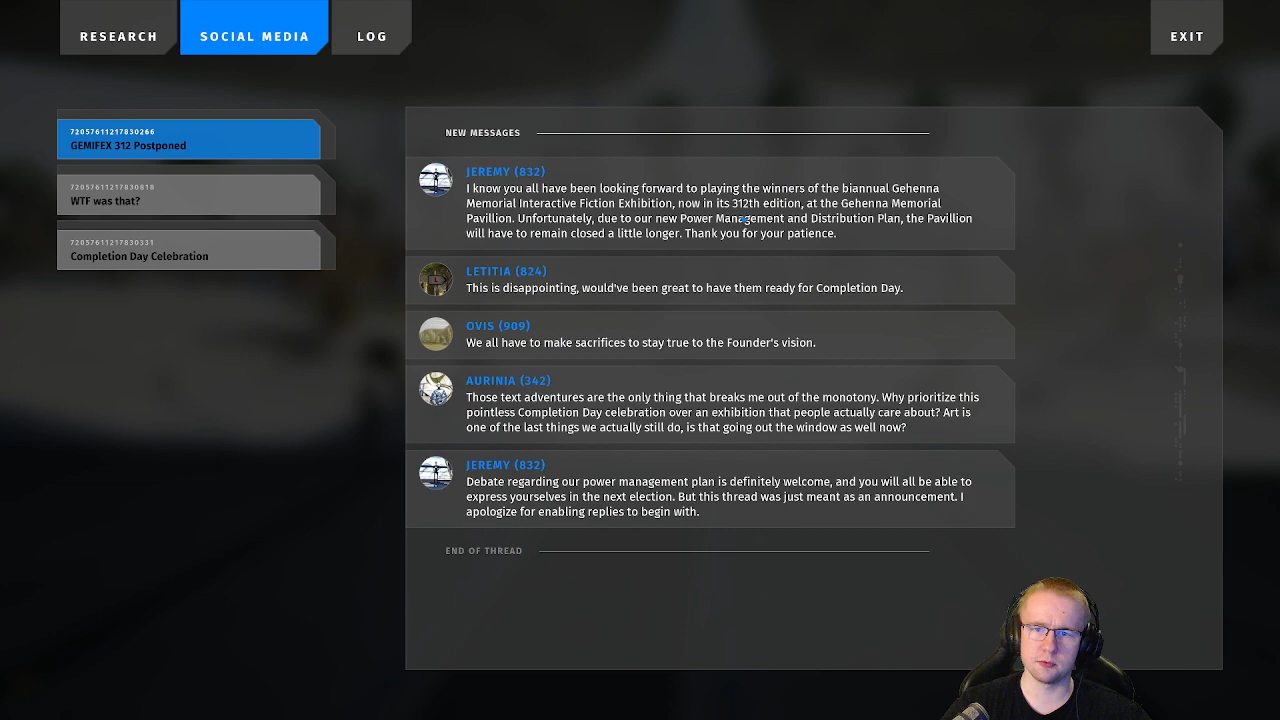 RESEARCH
SOCIAL MEDIA
LOG
EXIT
72057611217830266
GEMIFEX 312 Postponed
72057611217830818
WTF was that?
72057611217830331
Completion Day Celebration
NEW MESSAGES
JEREMY (832)
I know you all have been looking forward to playing the winners of the biannual Gehenna
Memorial Interactive Fiction Exhibition, now in its 312th edition, at the Gehenna Memorial
Pavillion. Unfortunately, due to our new Power Management and Distribution Plan, the Pavillion
will have to remain closed a little longer. Thank you for your patience.
LETITIA (824)
This is disappointing, would've been great to have them ready for Completion Day.
OVIS (909)
We all have to make sacrifices to stay true to the Founder's vision.
AURINIA (342)
Those text adventures are the only thing that breaks me out of the monotony. Why prioritize this
pointless Completion Day celebration over an exhibition that people actually care about? Art is
one of the last things we actually still do, is that going out the window as well now?
JEREMY (832)
Debate regarding our power management plan is definitely welcome, and you will all be able to
express yourselves in the next election. But this thread was just meant as an announcement. I
apologize for enabling replies to begin with.
END OF THREAD